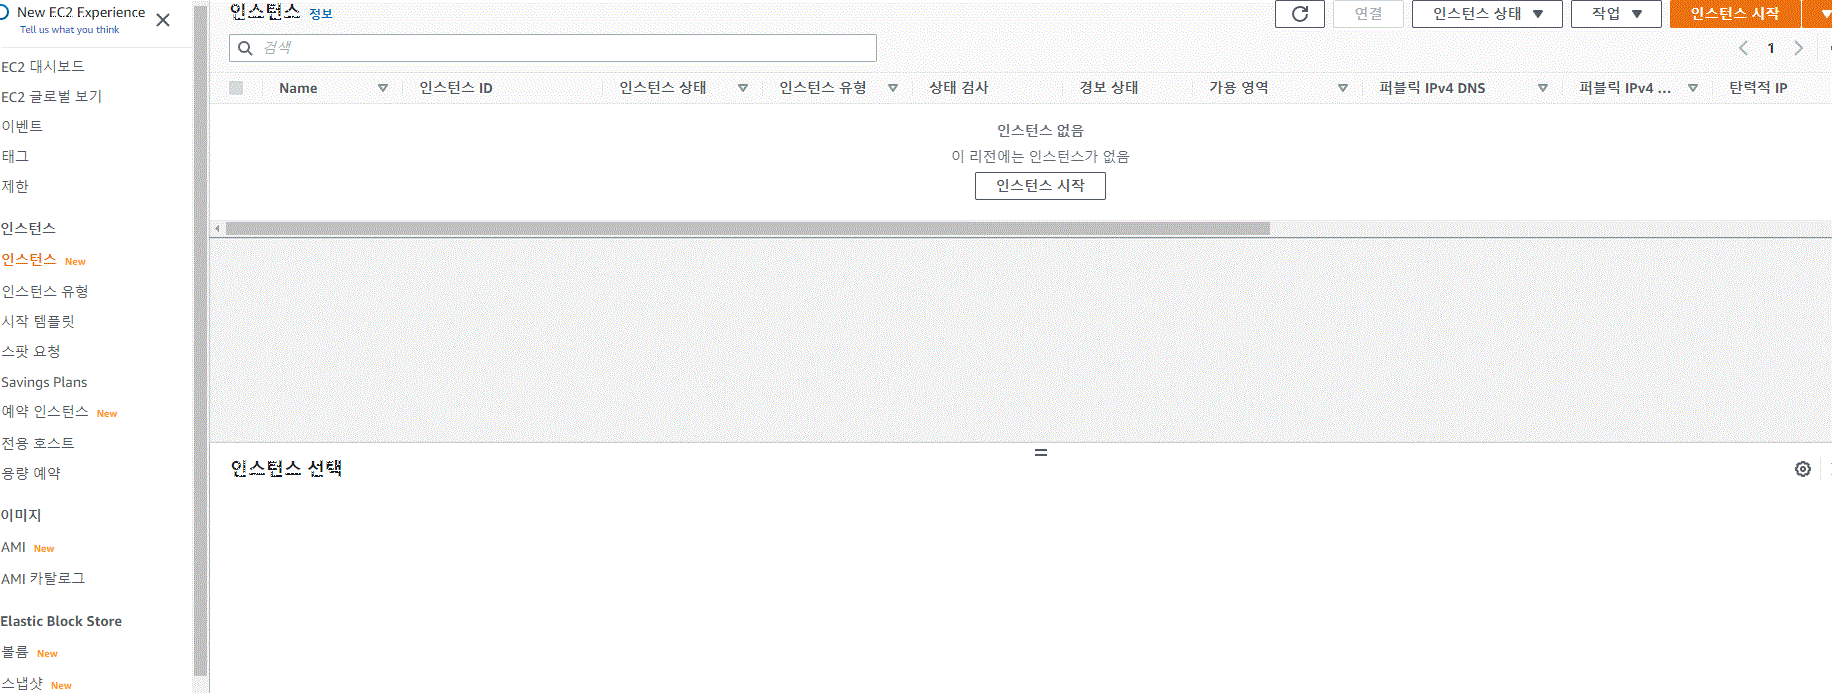 New EC2 Experience
Tell us what you think
EC2 대시보드
EC2 글로벌 보기
이벤트
태그
제한
인스턴스
인스턴스 New
인스턴스 유형
시작 템플릿
스팟 요청
Savings Plans
예약 인스턴스 New
전용 호스트
용량 예약
이미지
AMI New
AMI 카탈로그
Elastic Block Store
볼륨 New
스냅샷 New
인스턴스 정보
연결 인스턴스 상태 작업 인스턴스 시작
검색
1
Name 인스턴스 ID 인스턴스 상태 인스턴스 유형 상태 검사 경보 상태 가용 영역 퍼블릭 IPv4 DNS 퍼블릭 IPv4 ... 탄력적 IP
인스턴스 없음
이 리전에는 인스턴스가 없음
인스턴스 시작
인스턴스 선택